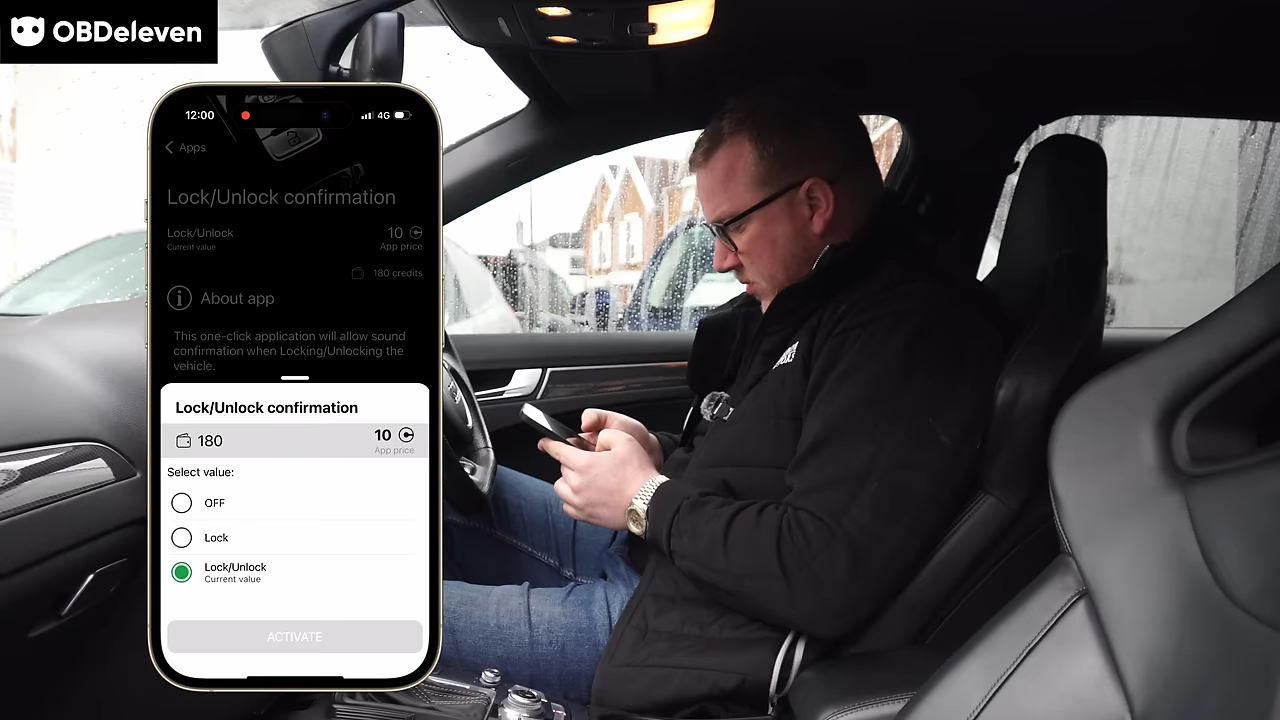 OBDeleven
12:00
4G
Apps
Lock/Unlock confirmation
Lock/Unlock
10
Current value
App price
180 credits
About app
This one-click application will allow sound
confirmation when Locking/Unlocking the
vehicle.
Lock/Unlock confirmation
180
10
App price
Select value:
OFF
Lock
Lock/Unlock
Current value
ACTIVATE